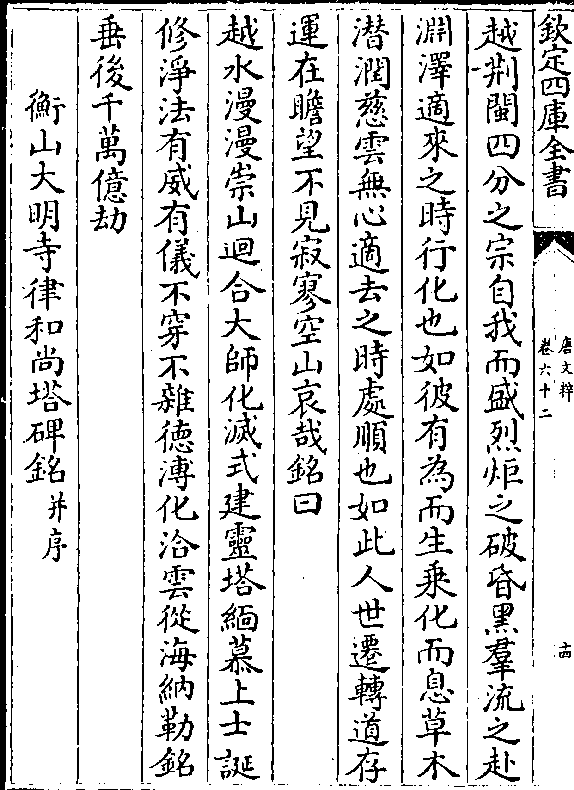 欽定四庫全書
唐文粹
卷六十二
十四
越荆閩四分之宗自我而盛烈炬之破昏黑羣流之赴
淵澤適來之時行化也如彼有為而生乗化而息草木
潜潤慈雲無心適去之時處順也如此人世遷轉道存
運在瞻望不見寂寥空山哀哉銘曰
越水漫漫崇山迴合大師化滅式建靈塔緬慕上士誕
修淨法有威有儀不穿不雜德溥化洽雲從海納勒銘
垂後千萬億劫
衡山大明寺律和尚塔碑銘并序